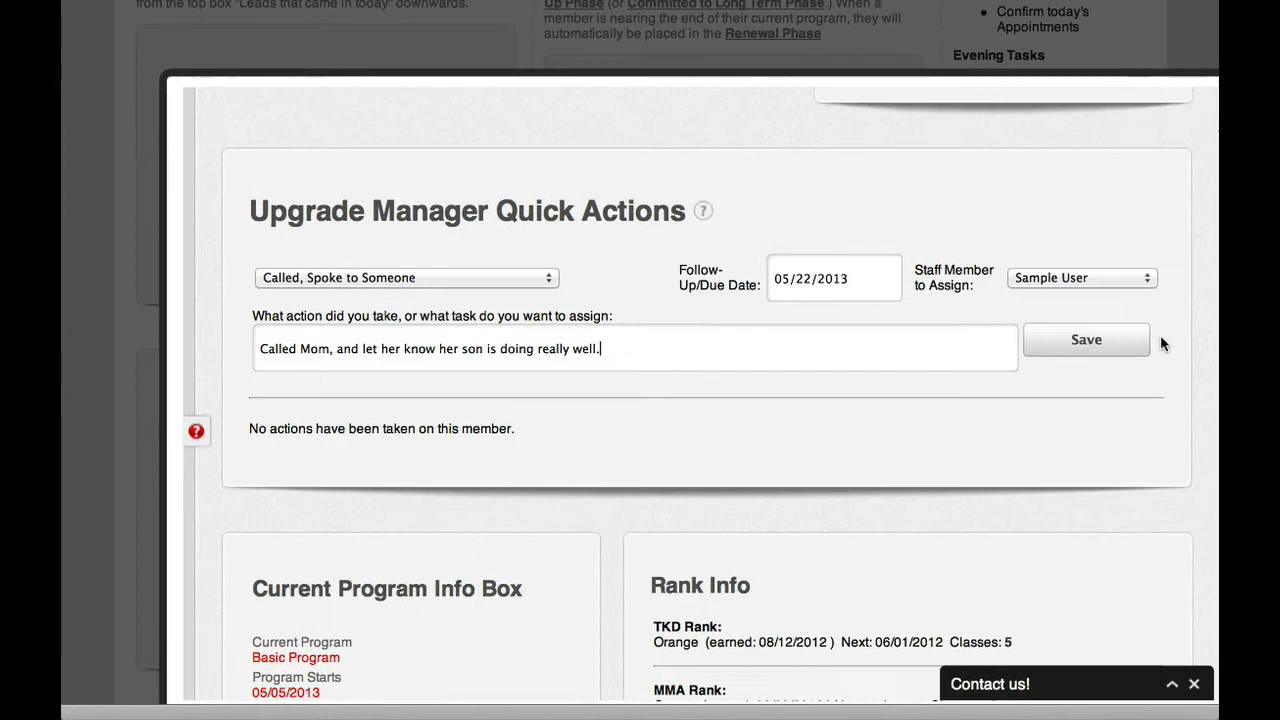 from the top box "Leads that came in today" downwards.
Up Phase (or Committed to Long Term Phase.) When a
member is nearing the end of their current program, they will
automatically be placed in the Renewal Phase
Confirm today's
Appointments
Evening Tasks
Upgrade Manager Quick Actions ?
Called, Spoke to Someone
Follow-
Up/Due Date:
05/22/2013
Staff Member
to Assign:
Sample User
What action did you take, or what task do you want to assign:
Called Mom, and let her know her son is doing really well.
Save
?
No actions have been taken on this member.
Current Program Info Box
Current Program
Basic Program
Program Starts
05/05/2013
Rank Info
TKD Rank:
Orange (earned: 08/12/2012 ) Next: 06/01/2012 Classes: 5
MMA Rank:
Contact us!